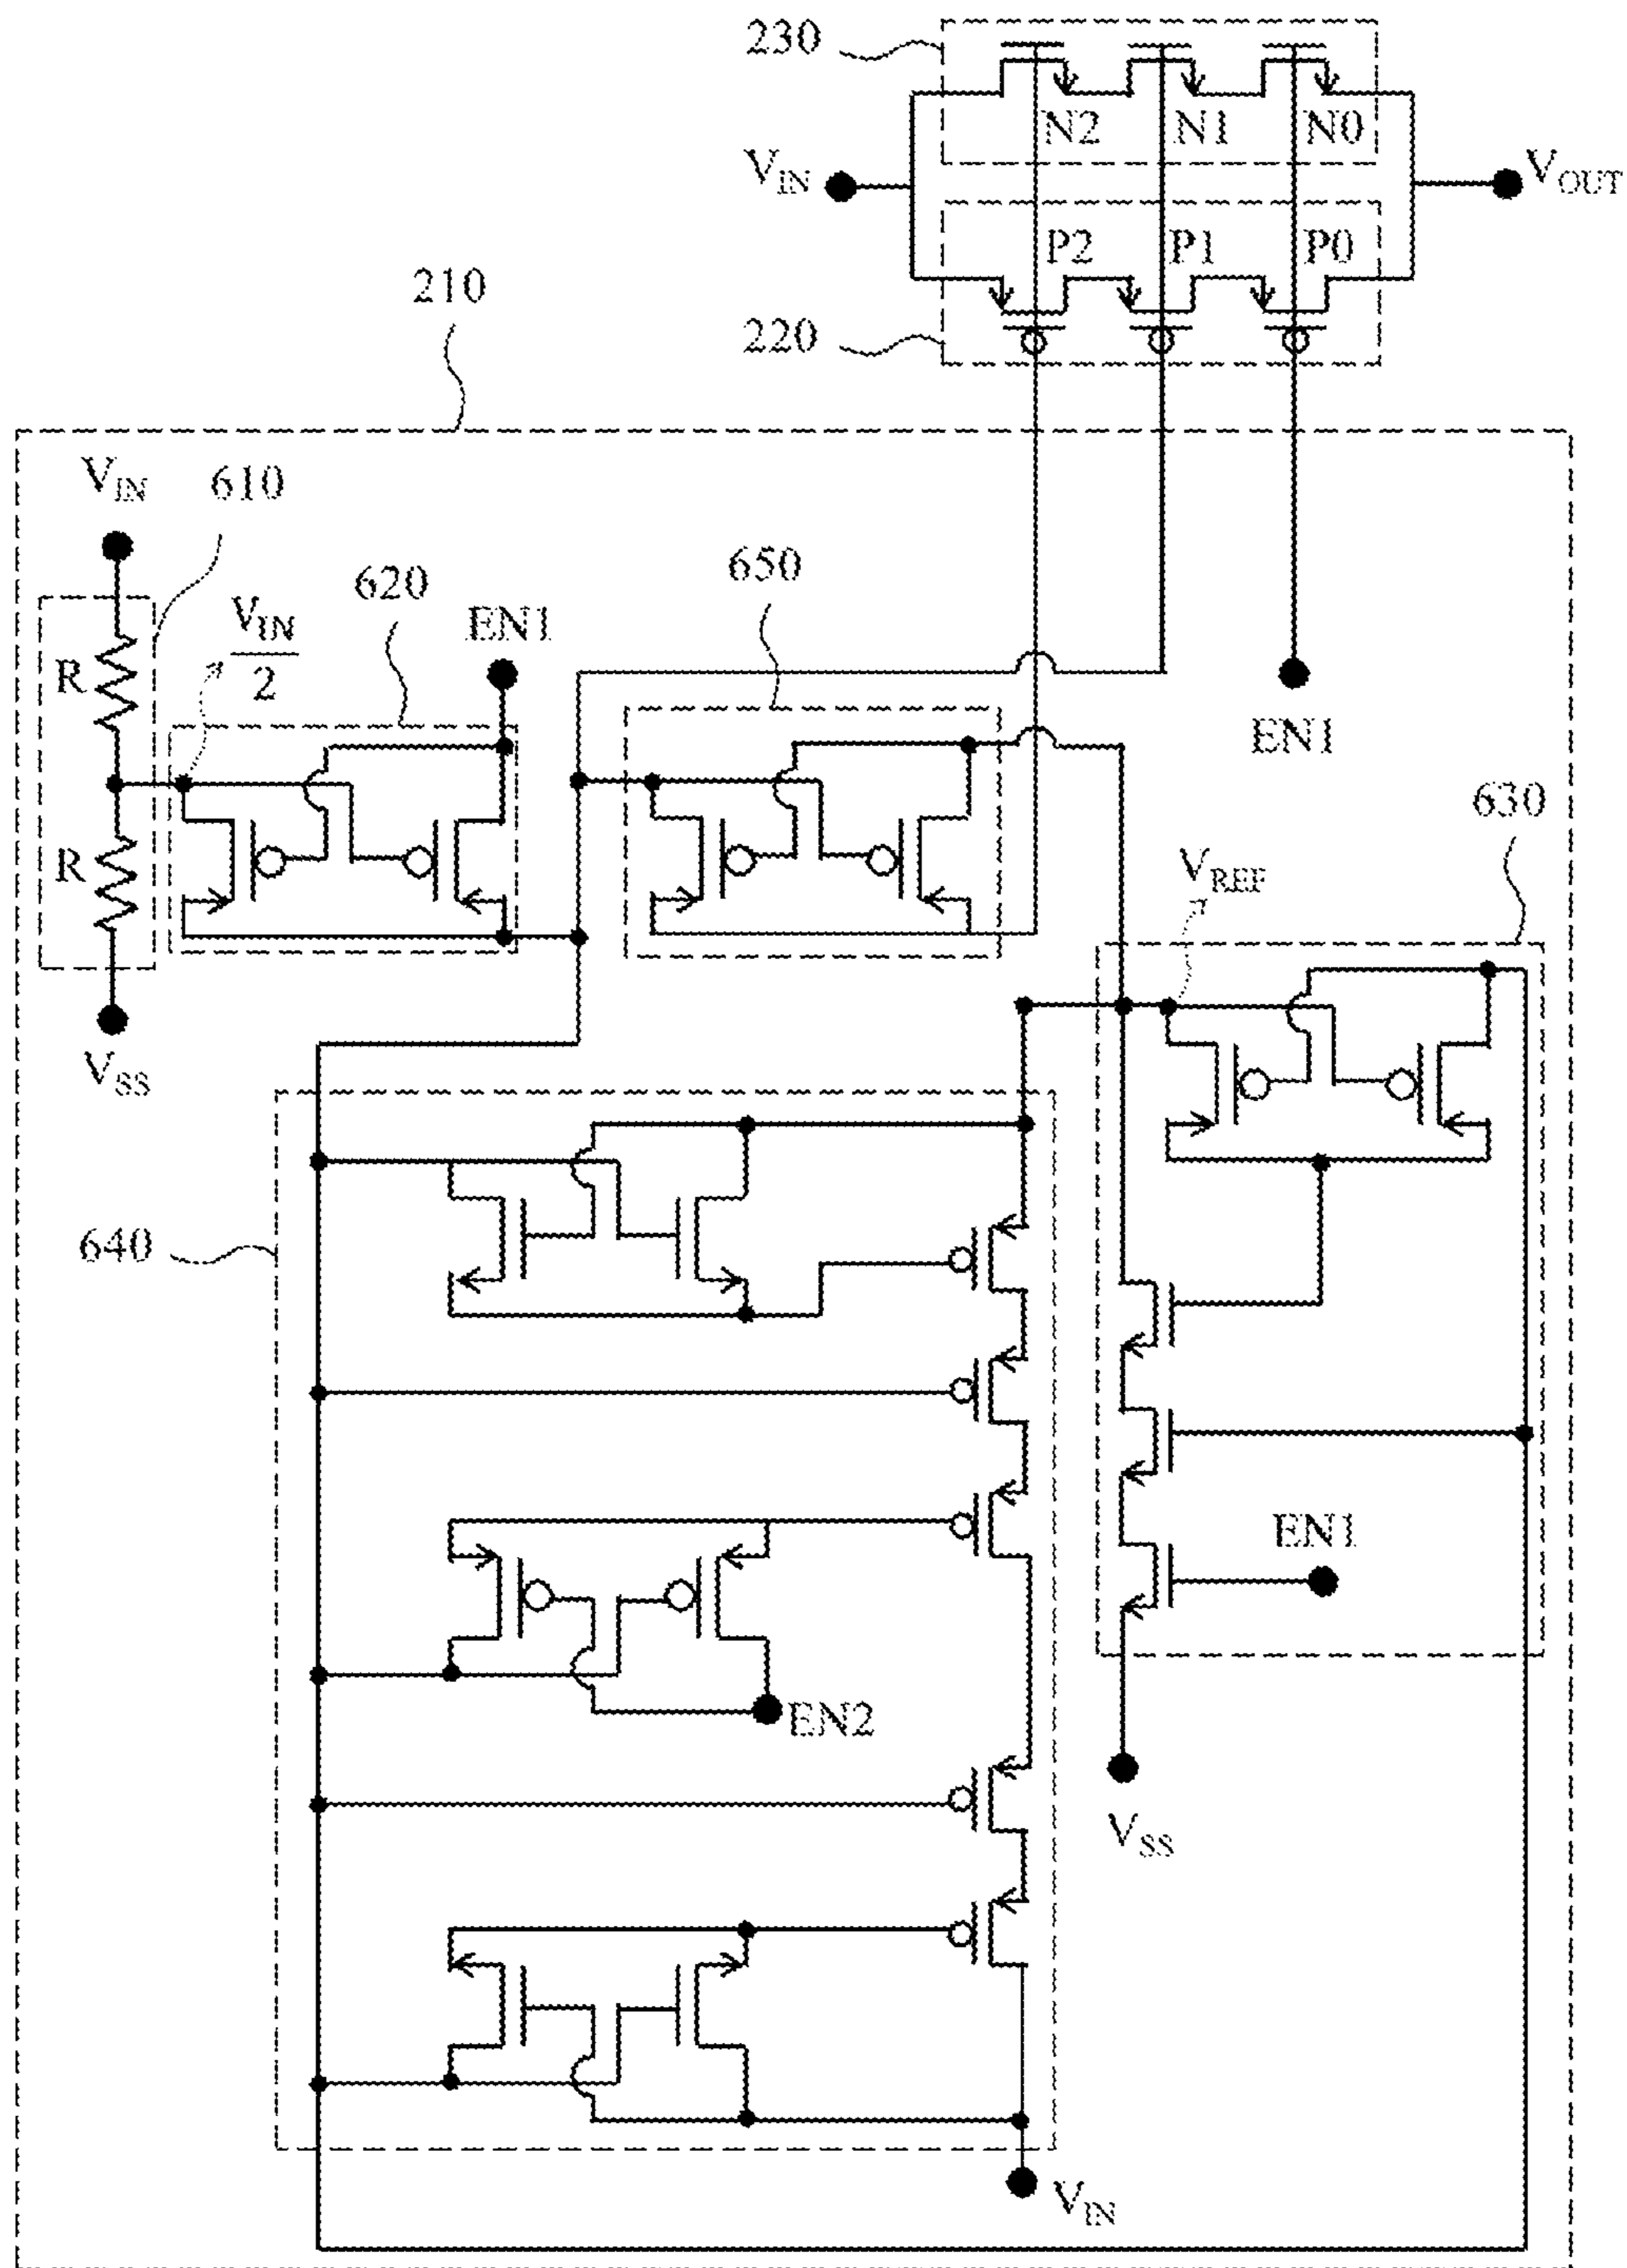 230
N2 N1 N0
VIN
VOUT
P2 P1 P0
210
220
VIN
610
650
620
VIN
2
EN1
R
EN1
630
R
VREF
VSS
640
EN1
EN2
VSS
VIN